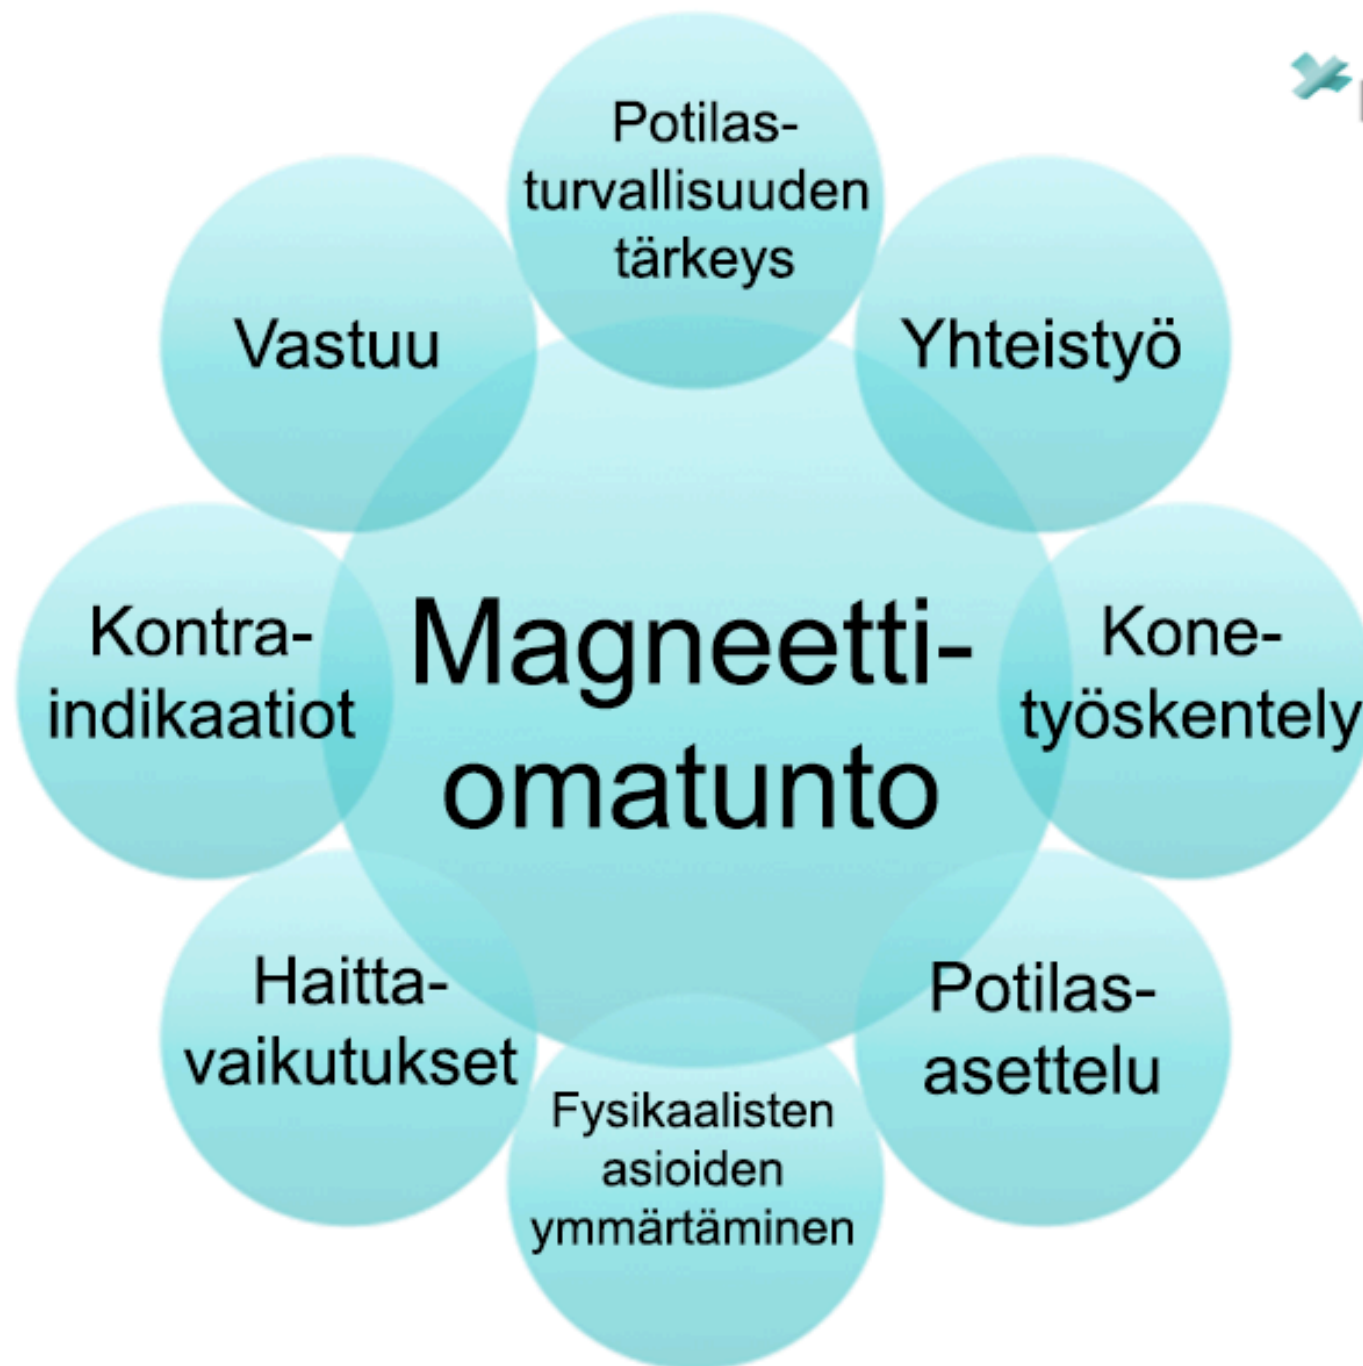 Potilas-
turvallisuuden
tärkeys
Vastuu
Yhteistyö
Kontra-
indikaatiot
Magneetti-
omatunto
Kone-
työskentely
Haitta-
vaikutukset
Potilas-
asettelu
Fysikaalisten
asioiden
ymmärtäminen